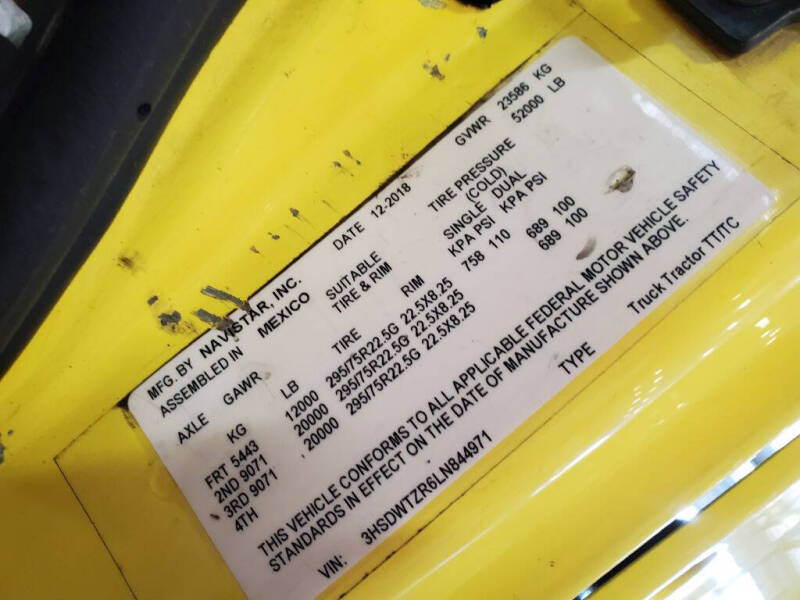 MFG. BY NAVISTAR, INC. DATE 12-2018 GVWR 23586 KG
ASSEMBLED IN MEXICO 52000 LB
SUITABLE TIRE PRESSURE
AXLE GAWR TIRE & RIM (COLD)
SINGLE DUAL
KG LB TIRE RIM KPA PSI KPA PSI
FRT 5443 12000 295/75R22.5G 22.5X8.25 758 110
2ND 9071 20000 295/75R22.5G 22.5X8.25 689 100
3RD 9071 20000 295/75R22.5G 22.5X8.25 689 100
4TH
THIS VEHICLE CONFORMS TO ALL APPLICABLE FEDERAL MOTOR VEHICLE SAFETY
STANDARDS IN EFFECT ON THE DATE OF MANUFACTURE SHOWN ABOVE.
VIN: 3HSDWTZR6LN844971 TYPE Truck Tractor TT/TC